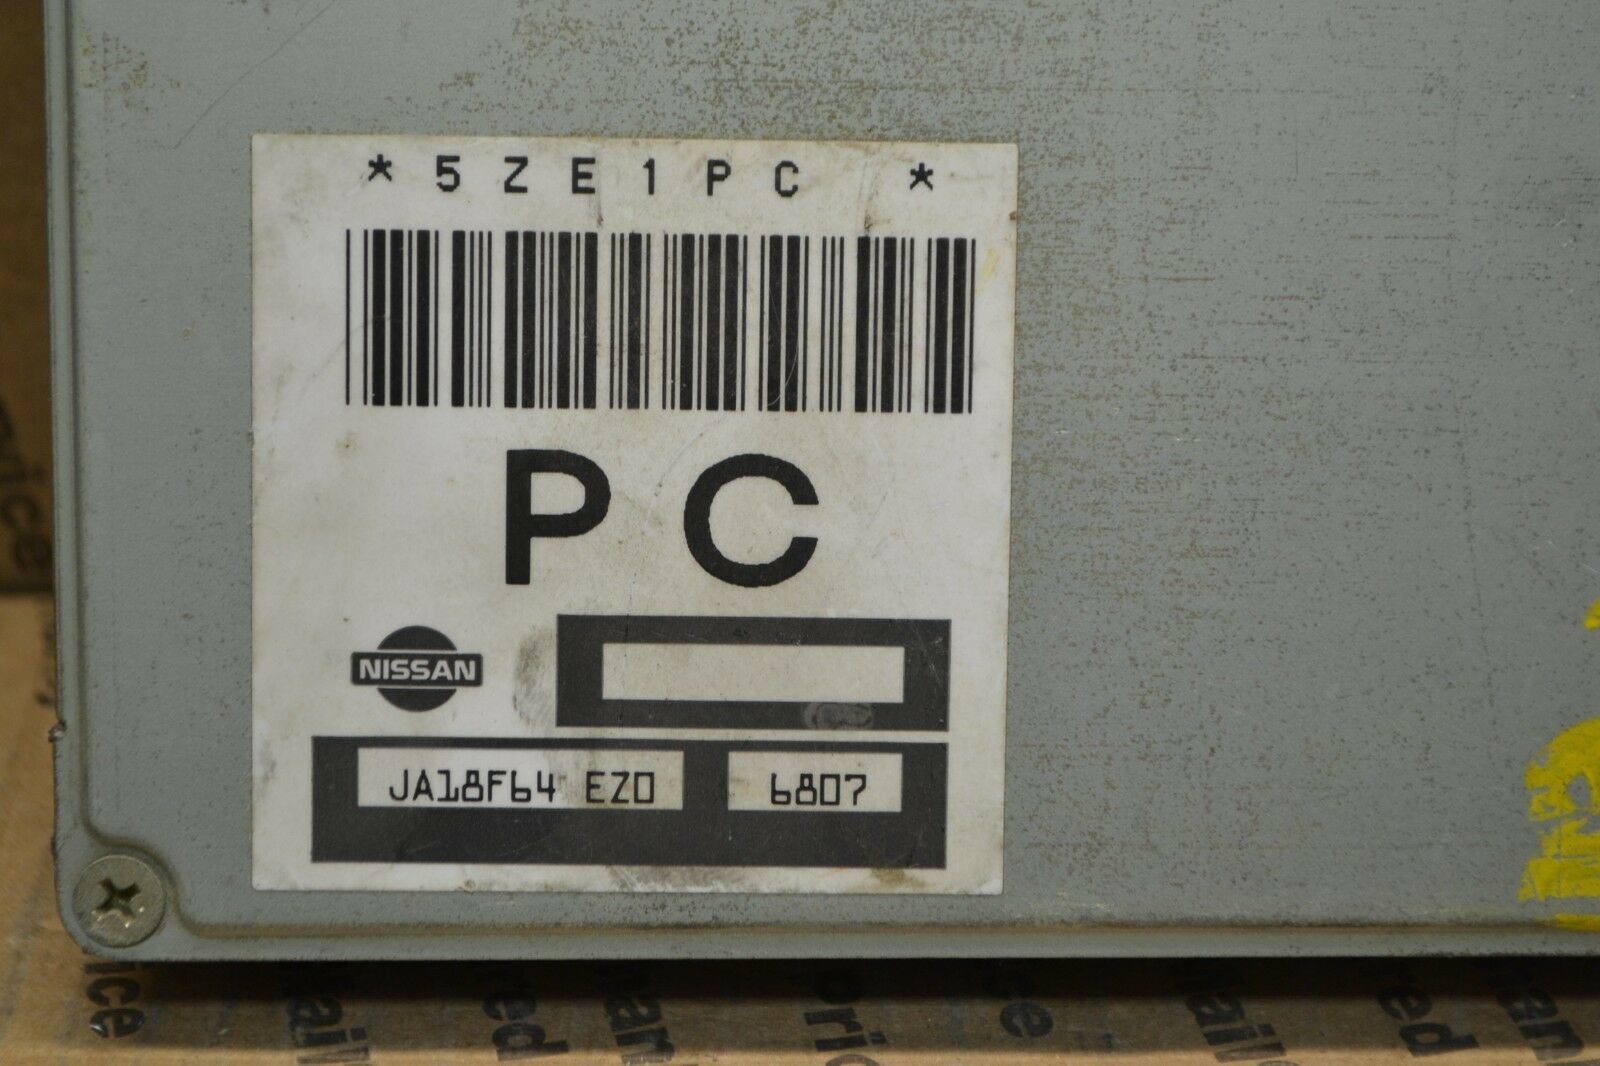 *5ZE1PC *
PC
NISSAN
JA18F64 EZ0 6807